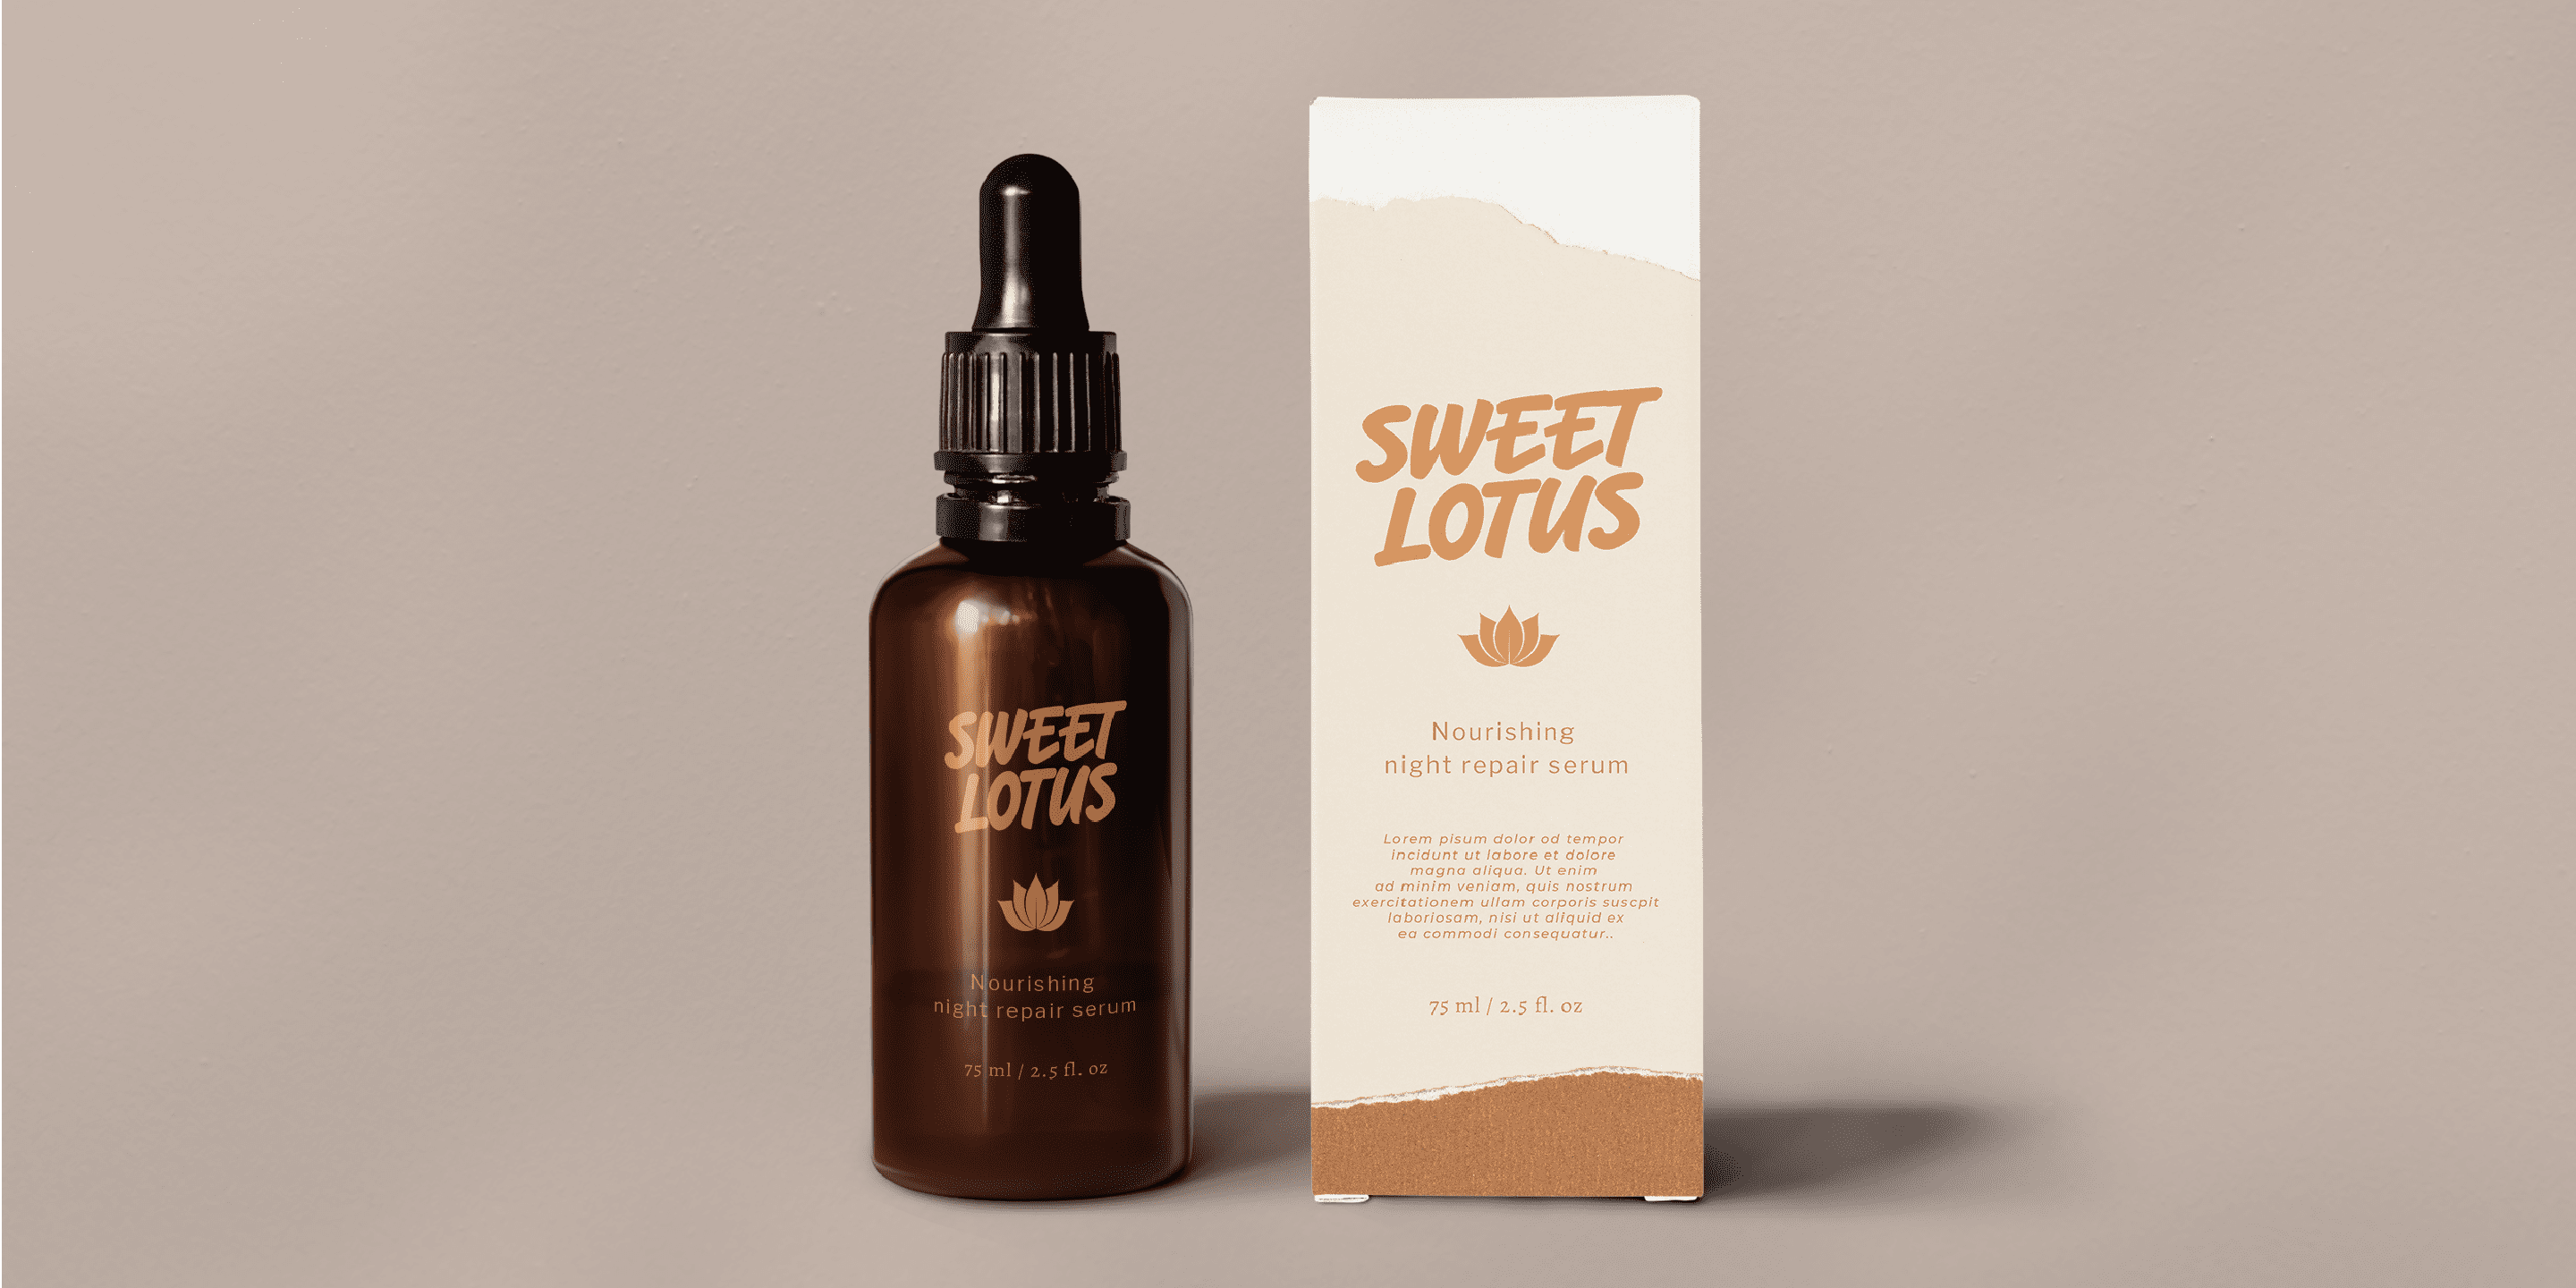 SWEET
LOTUS
Nourishing
night repair serum
75 ml / 2.5 fl. oz
SWEET
LOTUS
Nourishing
night repair serum
Lorem pisum dolor od tempor
incidunt ut labore et dolore
magna aliqua. Ut enim
ad minim veniam, quis nostrum
exercitationem ullam corporis suscpit
laboriosam, nisi ut aliquid ex
ea commodi consequatur..
75 ml / 2.5 fl. oz